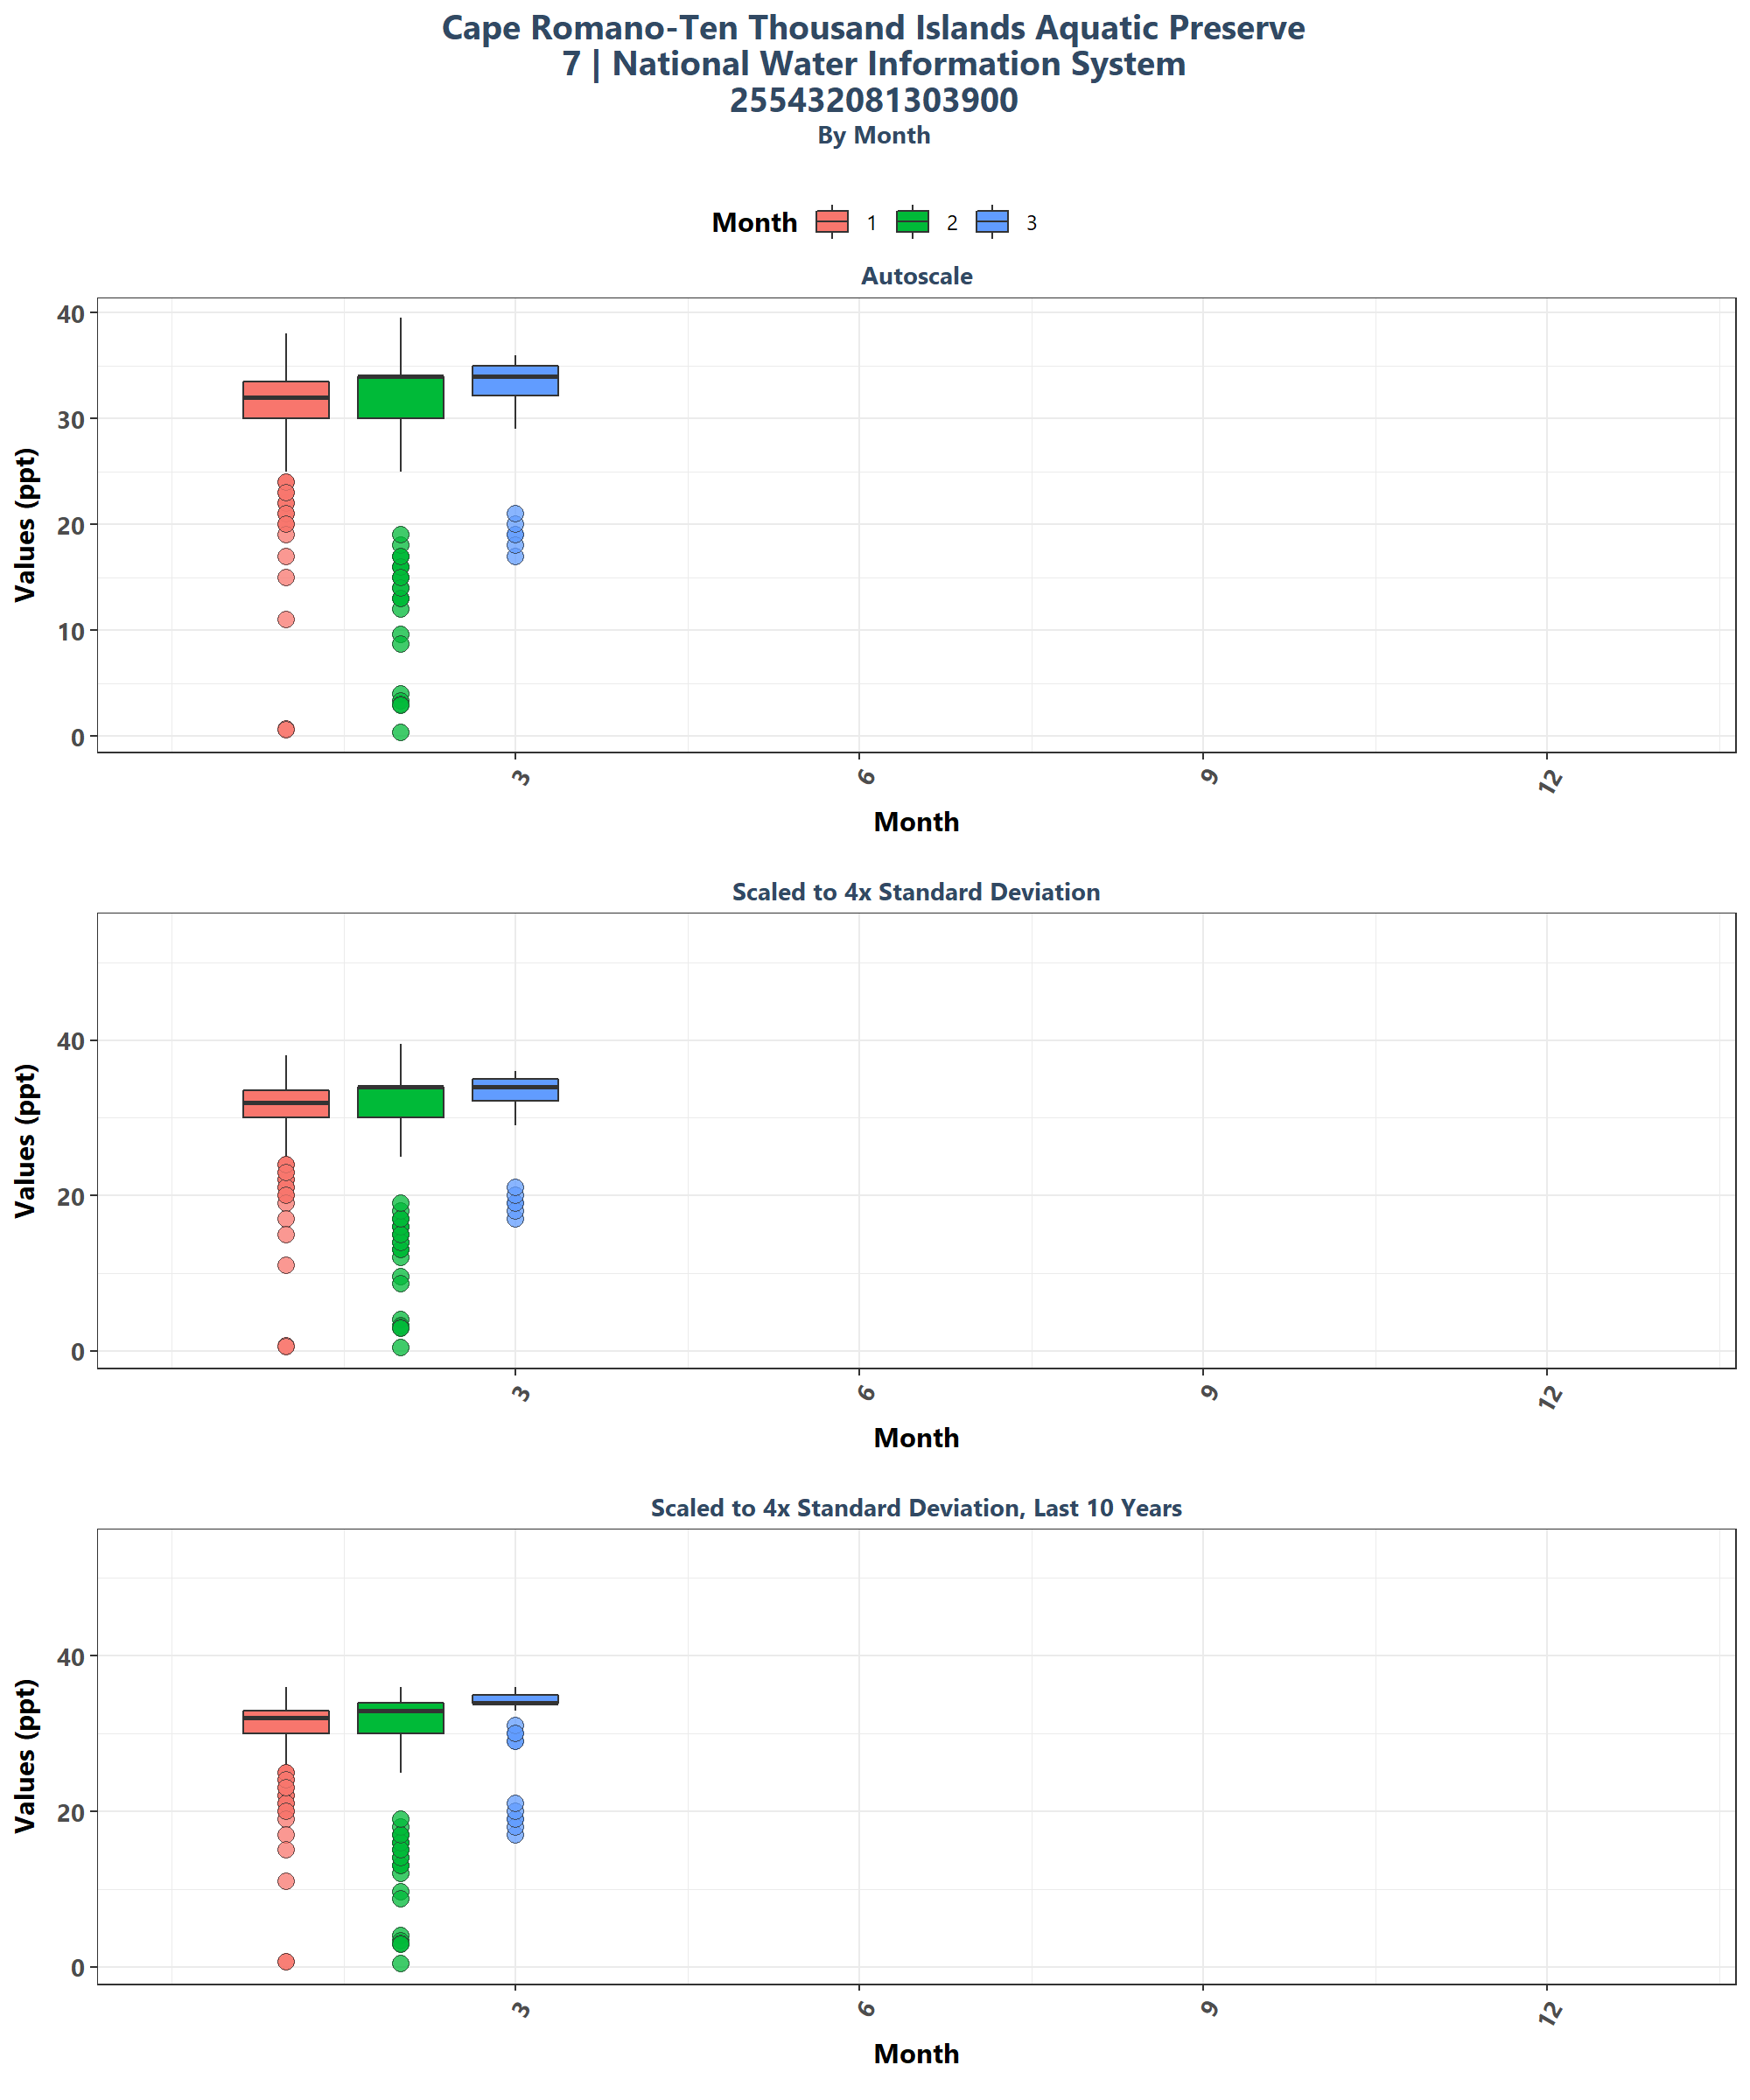 Cape Romano-Ten Thousand Islands Aquatic Preserve
7 | National Water Information System
255432081303900
By Month
Month 1 2 3
Autoscale
Values (ppt)
40
30
20
10
0
3 6 9 12
Month
Scaled to 4x Standard Deviation
Values (ppt)
40
20
0
3 6 9 12
Month
Scaled to 4x Standard Deviation, Last 10 Years
Values (ppt)
40
20
0
3 6 9 12
Month